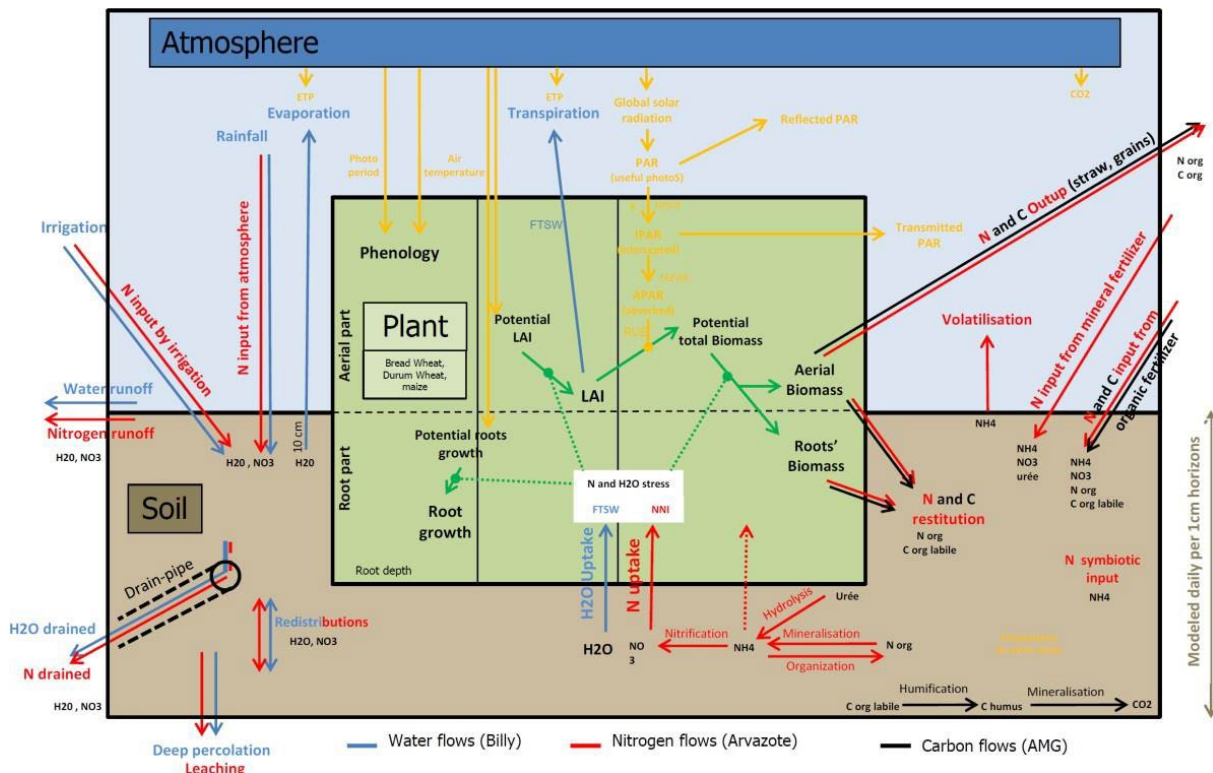 Atmosphere
ETP
Evaporation
Rainfall
ETP
Transpiration
Global solar
radiation
CO2
Reflected PAR
Photo
period
Air
temperature
PAR
(useful photoS)
N org
C org
N and C Outup (straw, grains)
Irrigation
FTSW
IPAR
Transmitted
PAR
Phenology
N input by irrigation
N input from atmosphere
APAR
Aerial part
Plant
Bread Wheat,
Durum Wheat,
maize
Potential
LAI
RUE
Potential
total Biomass
Volatilisation
N input from mineral fertilizer
N and C input from
organic fertilizer
Aerial
Biomass
LAI
Water runoff
Nitrogen runoff
H20, NO3
10 cm
H20 , NO3
H20
Root part
Potential roots
growth
Roots'
Biomass
NH4
NH4
NO3
urée
NH4
NO3
N org
C org labile
Modeled daily per 1cm horizons
Soil
N and H2O stress
FTSW
NNI
Root
growth
N and C
restitution
N org
C org labile
Root depth
Drain-pipe
H2O Uptake
N uptake
N symbiotic
input
NH4
Urée
Hydrolysis
H2O drained
N drained
H20 , NO3
Redistributions
H2O, NO3
H2O
NO
3
Nitrification
NH4
Mineralisation
Organization
N org
Humification
Mineralisation
C org labile
C humus
CO2
Deep percolation
Leaching
Water flows (Billy)
Nitrogen flows (Arvazote)
Carbon flows (AMG)